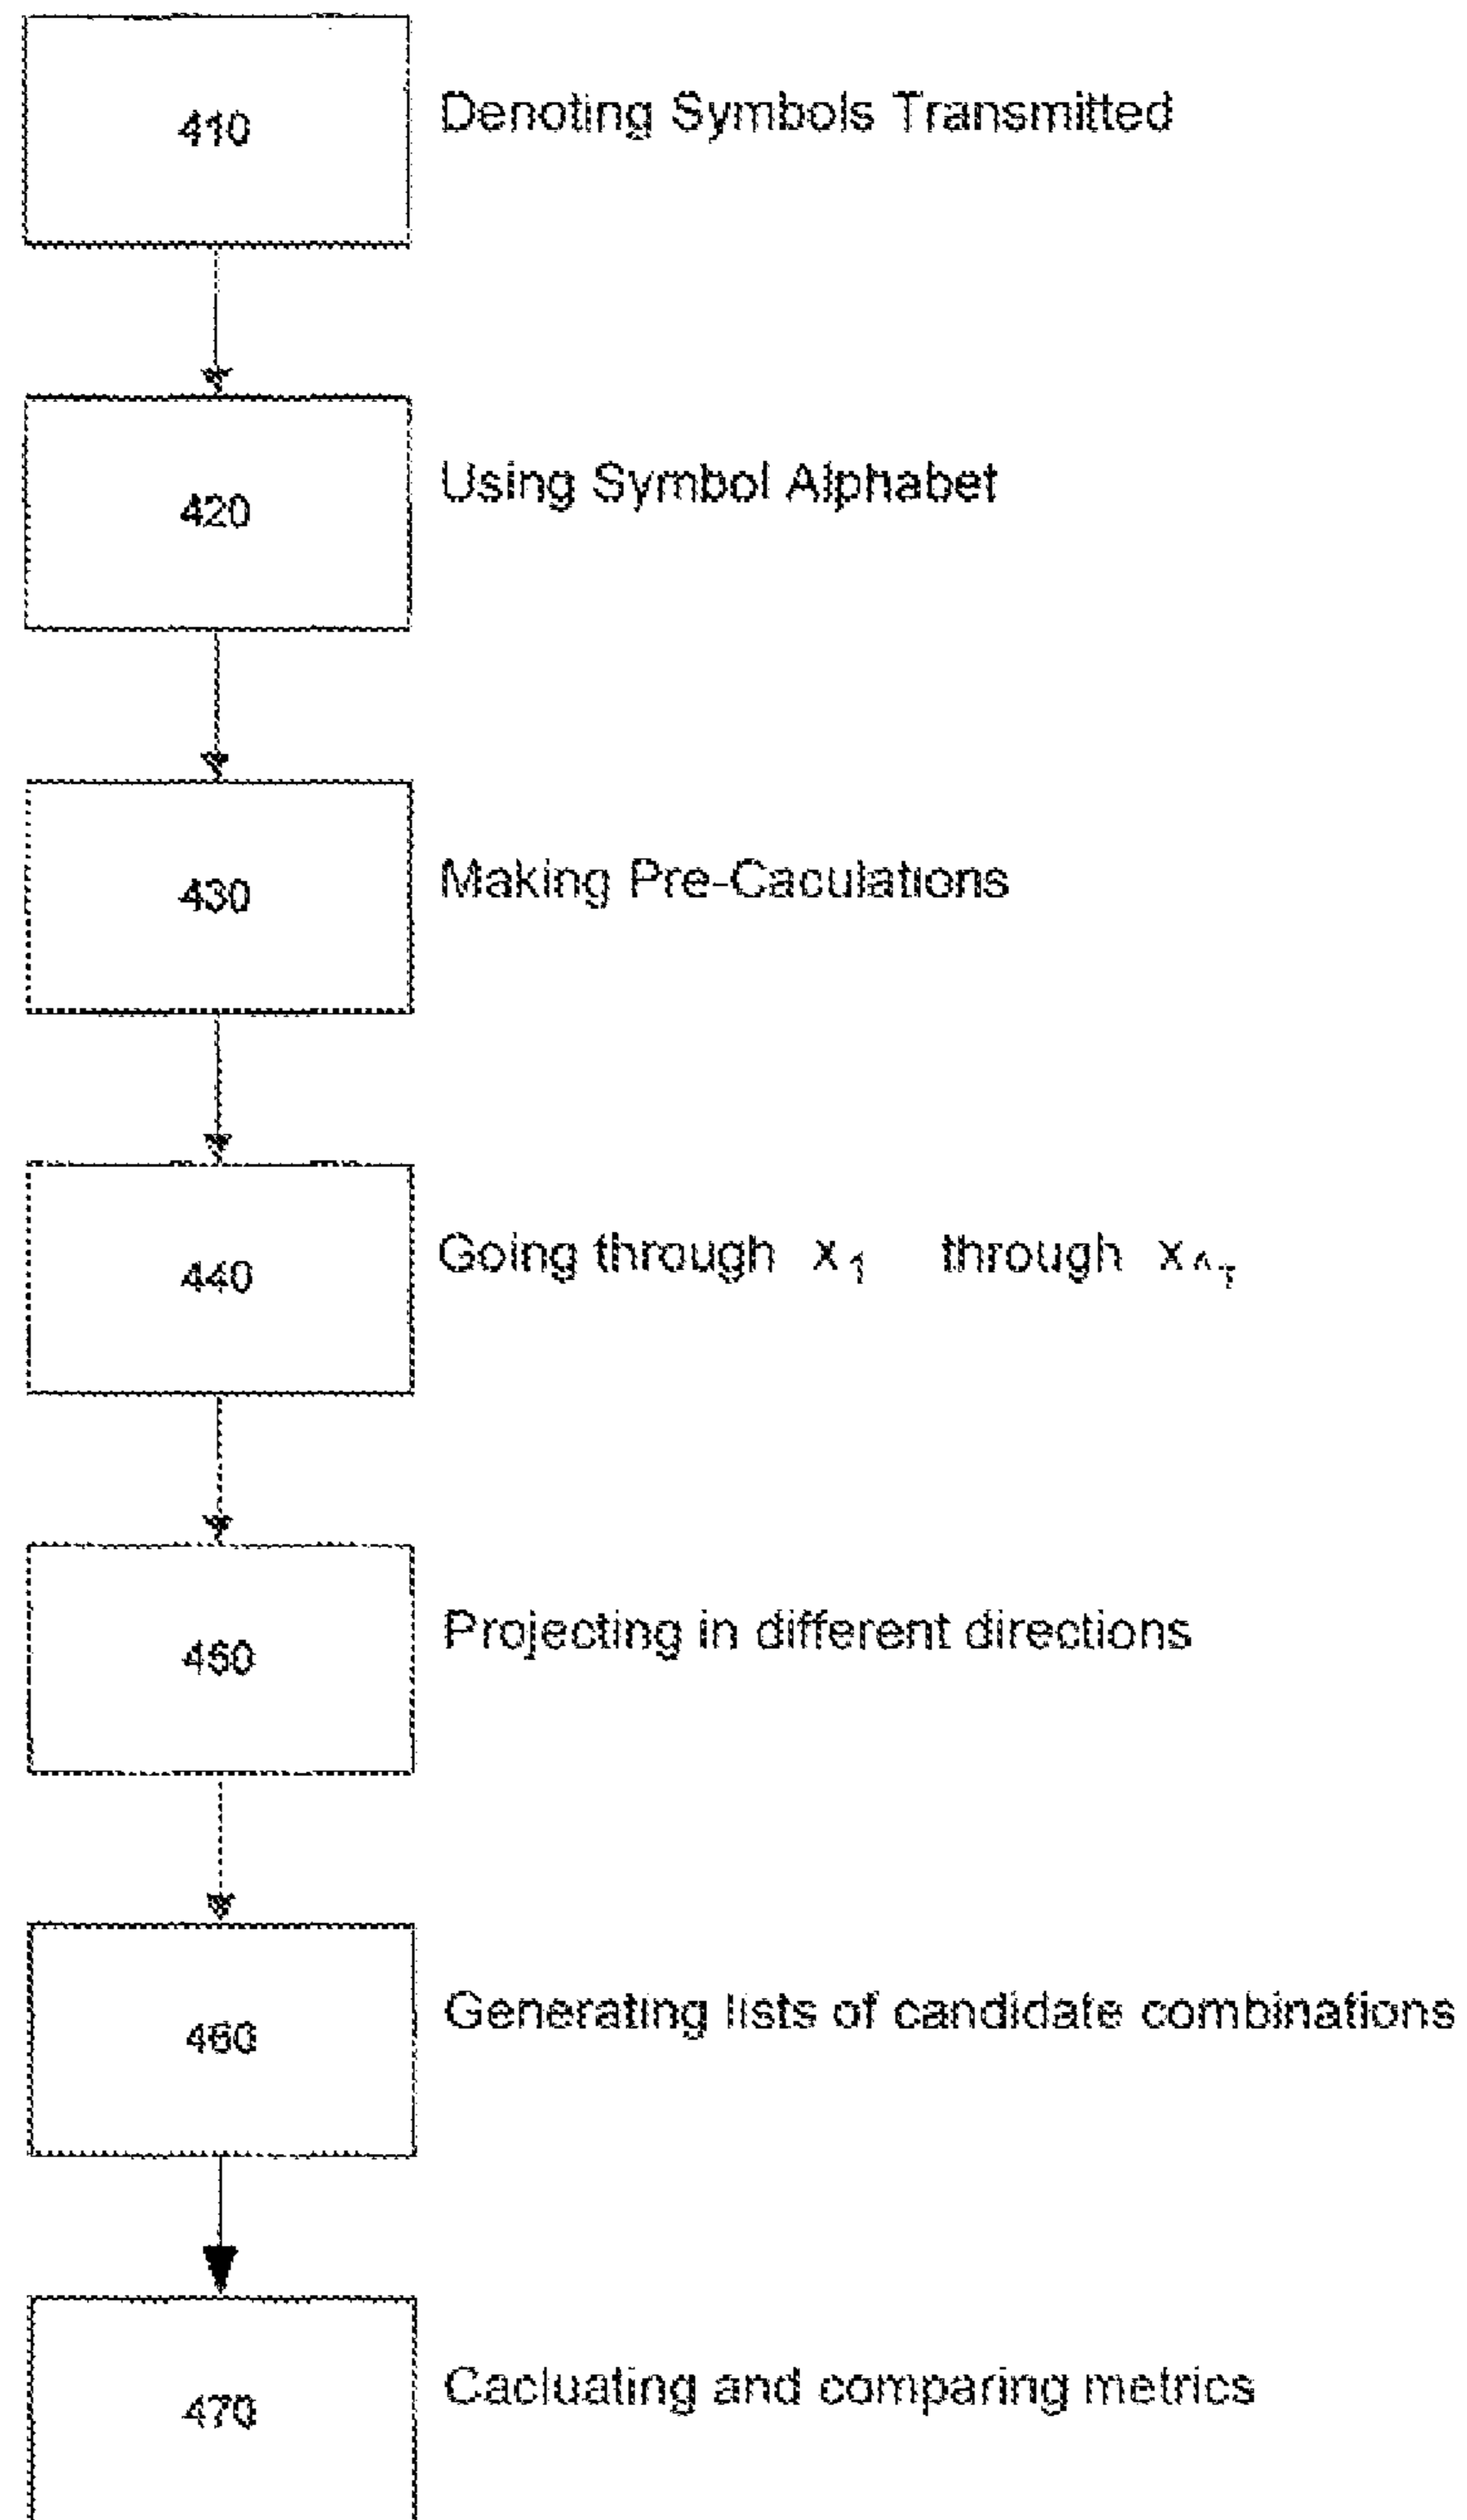 410
Denoting Symbols Transmitted
420
Using Symbol Alphabet
430
Making Pre-Caculations
440
Going through x₁ through x
450
Projecting in different directions
460
Generating lists of candidate combinations
470
Cacluating and comparing metrics